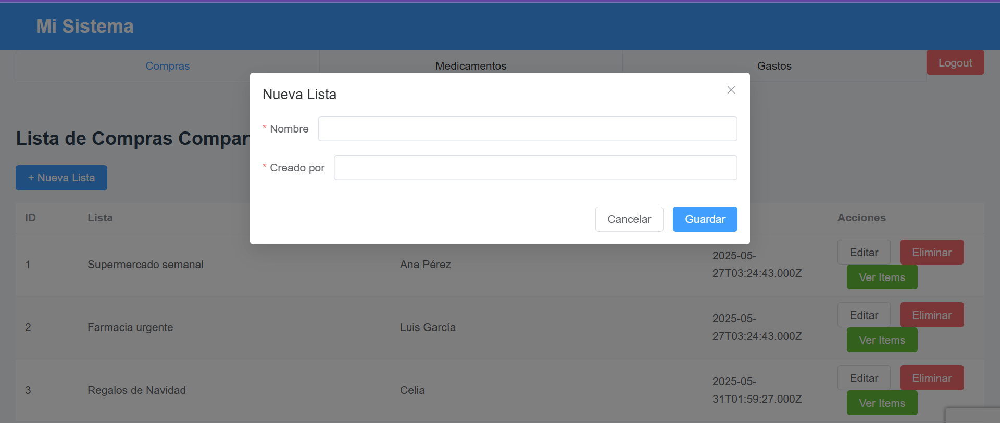 Mi Sistema
Compras Medicamentos Gastos Logout
Nueva Lista
* Nombre
* Creado por
Cancelar Guardar
Lista de Compras Compar
+ Nueva Lista
ID Lista Acciones
1 Supermercado semanal Ana Pérez 2025-05-
27T03:24:43.000Z
Editar Eliminar
Ver Items
2 Farmacia urgente Luis García 2025-05-
27T03:24:43.000Z
Editar Eliminar
Ver Items
3 Regalos de Navidad Celia 2025-05-
31T01:59:27.000Z
Editar Eliminar
Ver Items